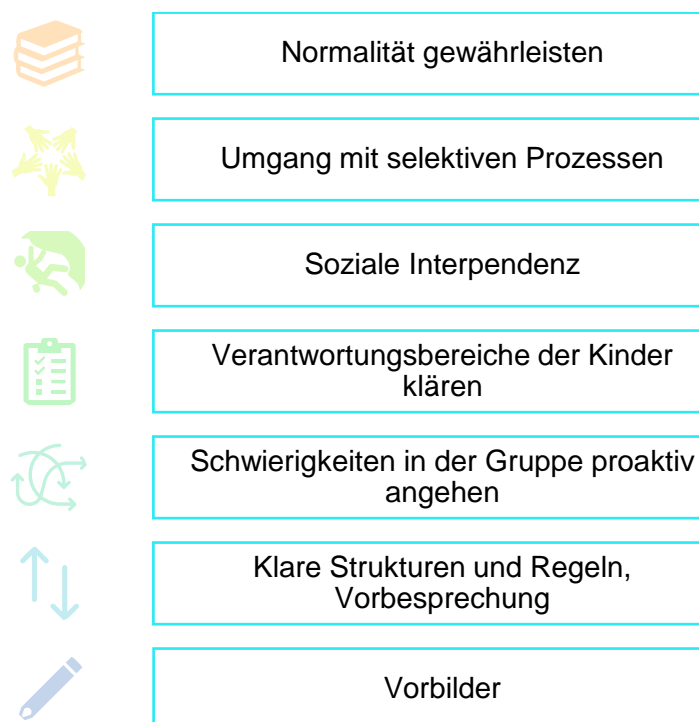 Normalität gewährleisten
Umgang mit selektiven Prozessen
Soziale Interpendenz
Verantwortungsbereiche der Kinder
klären
Schwierigkeiten in der Gruppe proaktiv
angehen
Klare Strukturen und Regeln,
Vorbesprechung
Vorbilder